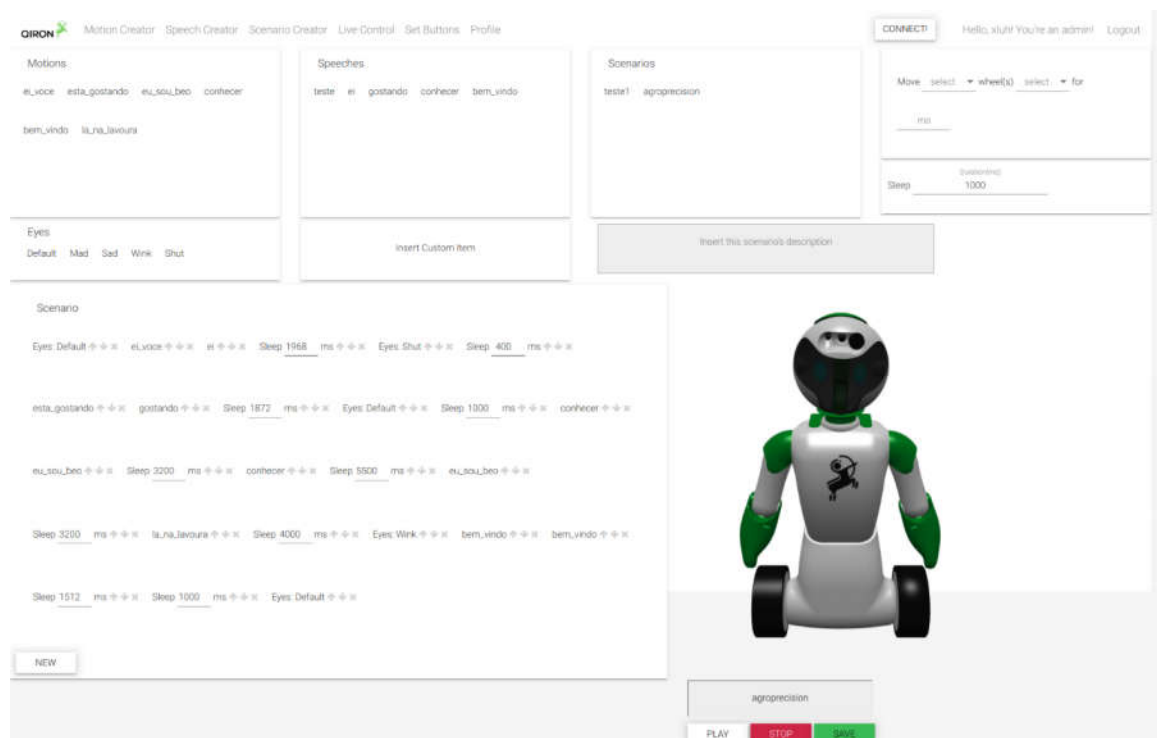 QIRON Motion Creator Speech Creator Scenario Creator Live Control Set Buttons Profile CONNECT! Hello, xiuh! You're an admin! Logout
Motions
ei_voce esta_gostando eu_sou_beo conhecer
bem_vindo la_na_lavoura
Speeches
teste ei gostando conhecer bem_vindo
Scenarios
teste1 agroprecision
Move select wheel(s) select for
ms
Sleep 1000
Eyes
Default Mad Sad Wink Shut
Insert Custom Item
Insert this scenario's description
Scenario
Eyes: Default ei_voce ei Sleep 1968 ms Eyes: Shut Sleep 400 ms
esta_gostando gostando Sleep 1872 ms Eyes: Default Sleep 1000 ms conhecer
eu_sou_beo Sleep 3200 ms conhecer Sleep 5500 ms eu_sou_beo
Sleep 3200 ms la_na_lavoura Sleep 4000 ms Eyes: Wink bem_vindo bem_vindo
Sleep 1512 ms Sleep 1000 ms Eyes: Default
NEW
agroprecision
PLAY STOP SAVE